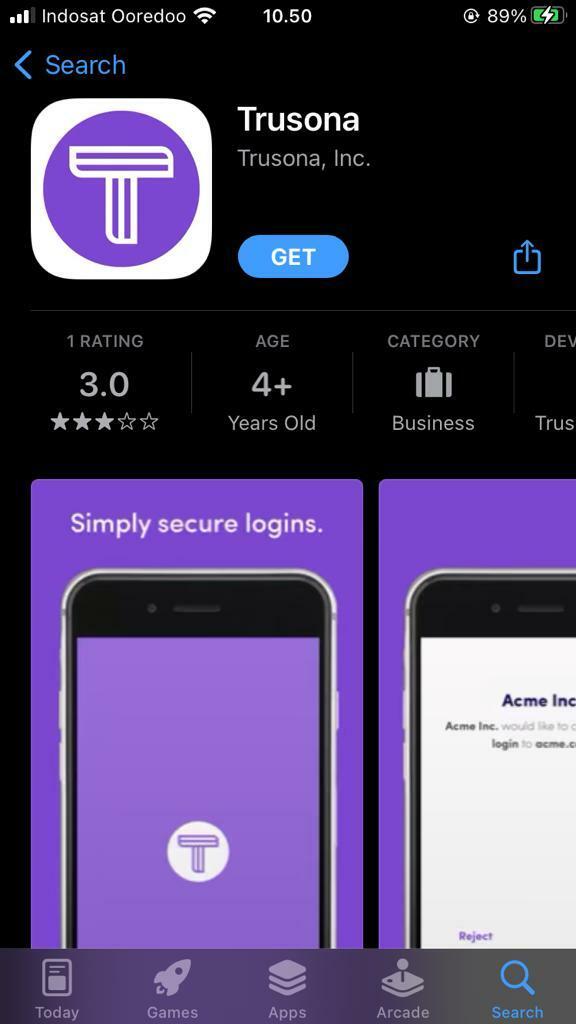 Indosat Ooredoo 10.50 89%
Search
Trusona
Trusona, Inc.
GET
1 RATING AGE CATEGORY DEV
3.0 4+
Years Old Business Trus
Simply secure logins.
Acme Inc
Acme Inc. would like to
login to acme.c
Reject
Today Games Apps Arcade Search